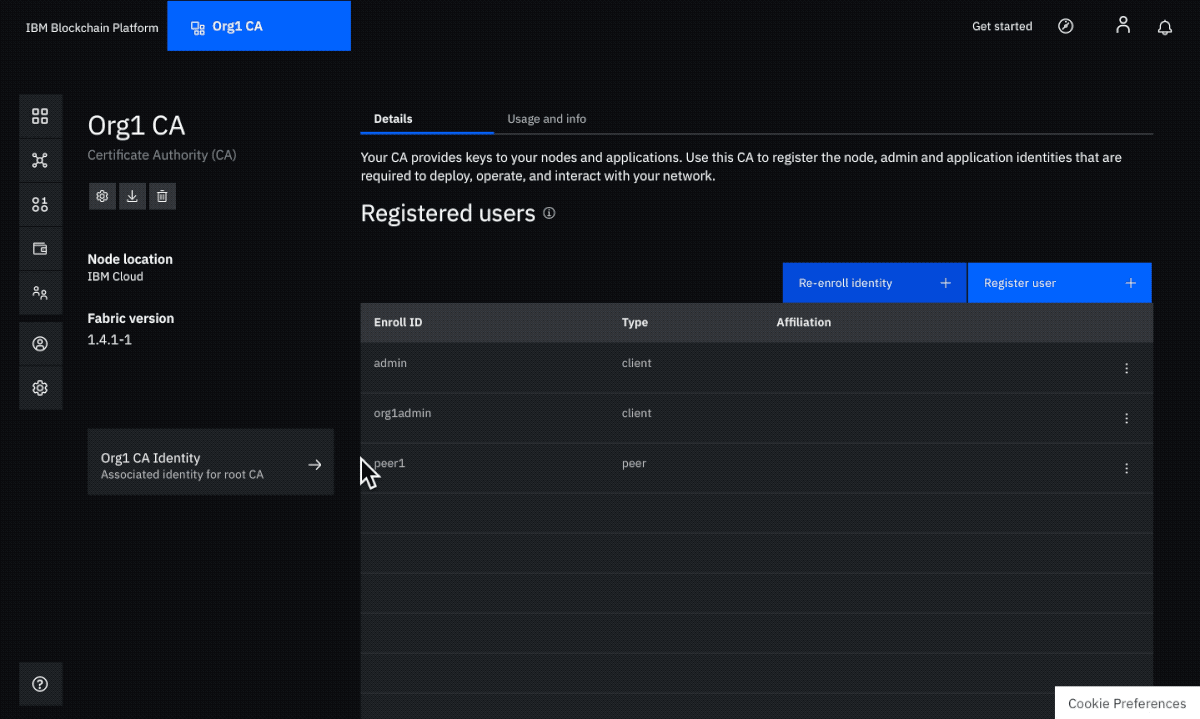 IBM Blockchain Platform
Org1 CA
Get started
Org1 CA
Certificate Authority (CA)
Node location
IBM Cloud
Fabric version
1.4.1-1
Org1 CA Identity
Associated identity for root CA
Details
Usage and info
Your CA provides keys to your nodes and applications. Use this CA to register the node, admin and application identities that are
required to deploy, operate, and interact with your network.
Registered users
Re-enroll identity
Register user
Enroll ID Type Affiliation
admin client
org1admin client
peer1 peer
Cookie Preferences